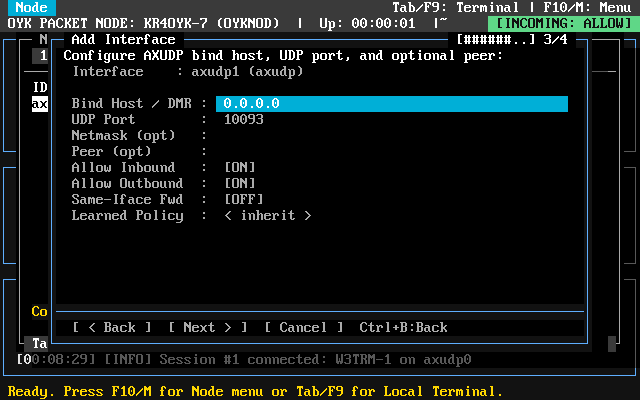 Node Tab/F9: Terminal | F10/M: Menu
OYK PACKET NODE: KR4OYK-7 (OYKNOD) | Up: 00:00:01 |~ [INCOMING: ALLOW]
N Add Interface [######..] 3/4
1 Configure AXUDP bind host, UDP port, and optional peer:
Interface : axudp1 (axudp)
ID
ax Bind Host / DMR : 0.0.0.0
UDP Port : 10093
Netmask (opt) :
Peer (opt) :
Allow Inbound : [ON]
Allow Outbound : [ON]
Same-Iface Fwd : [OFF]
Learned Policy : < inherit >
Co
[ < Back ] [ Next > ] [ Cancel ] Ctrl+B:Back
Ta
[00:08:29] [INFO] Session #1 connected: W3TRM-1 on axudp0
Ready. Press F10/M for Node menu or Tab/F9 for Local Terminal.